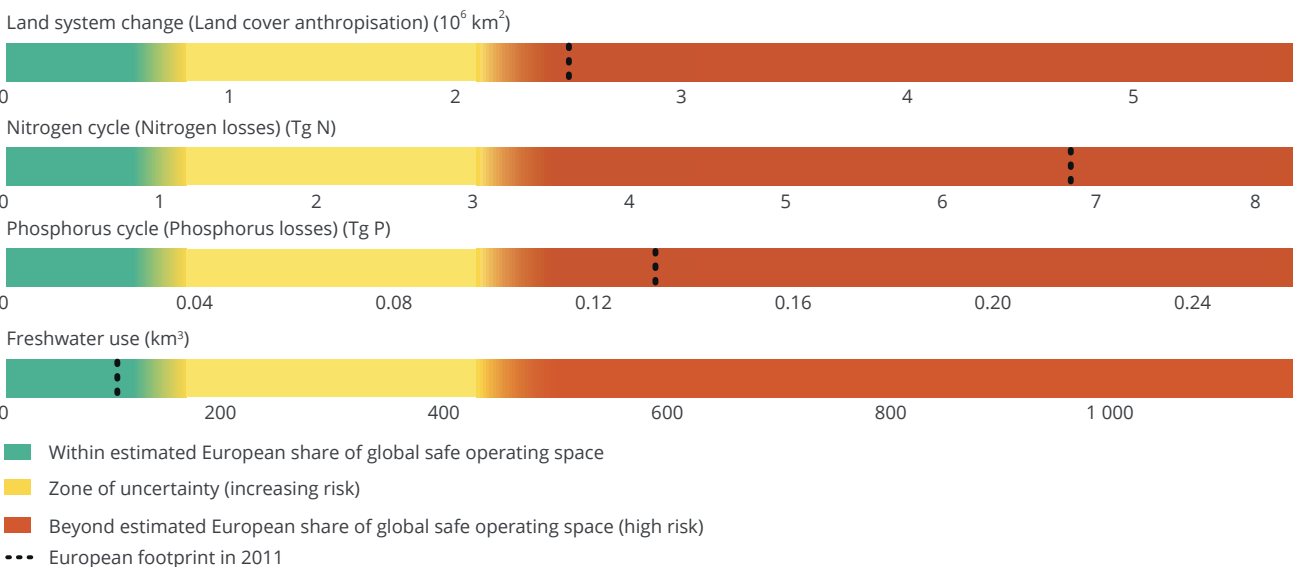 Land system change (Land cover anthropisation) (10⁶ km²)
0 1 2 3 4 5
Nitrogen cycle (Nitrogen losses) (Tg N)
0 1 2 3 4 5 6 7 8
Phosphorus cycle (Phosphorus losses) (Tg P)
0 0.04 0.08 0.12 0.16 0.20 0.24
Freshwater use (km³)
0 200 400 600 800 1 000
Within estimated European share of global safe operating space
Zone of uncertainty (increasing risk)
Beyond estimated European share of global safe operating space (high risk)
European footprint in 2011